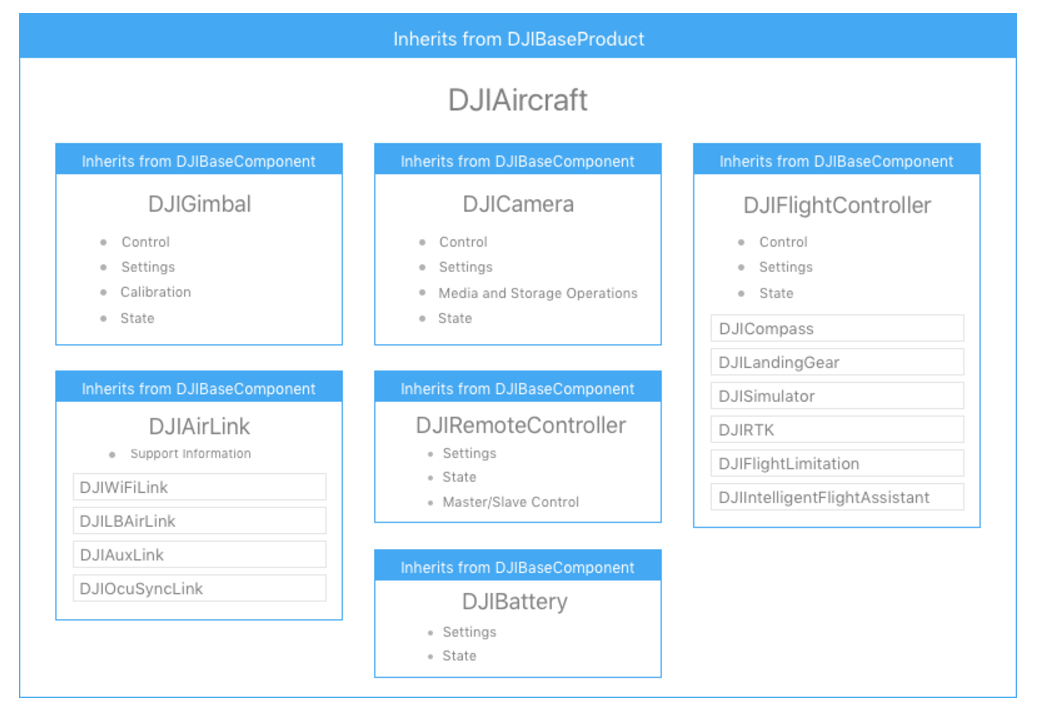 Inherits from DJIBaseProduct
DJIAircraft
Inherits from DJIBaseComponent
DJIGimbal
Control
Settings
Calibration
State
Inherits from DJIBaseComponent
DJICamera
Control
Settings
Media and Storage Operations
State
Inherits from DJIBaseComponent
DJIFlightController
Control
Settings
State
DJICompass
DJILandingGear
DJISimulator
DJIRTK
DJIFlightLimitation
DJIIntelligentFlightAssistant
Inherits from DJIBaseComponent
DJIAirLink
Support Information
DJIWiFiLink
DJILBAirLink
DJIAuxLink
DJIOcuSyncLink
Inherits from DJIBaseComponent
DJIRemoteController
Settings
State
Master/Slave Control
Inherits from DJIBaseComponent
DJIBattery
Settings
State